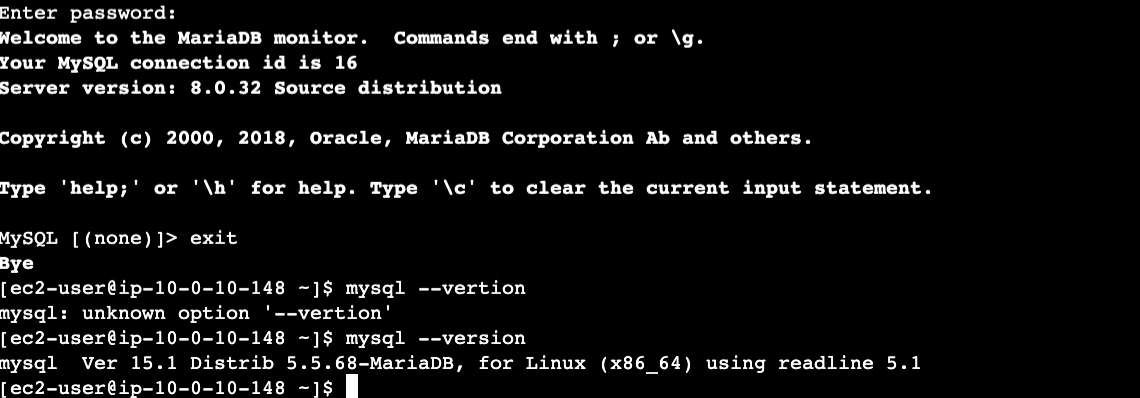 Enter password:
Welcome to the MariaDB monitor.  Commands end with ; or \g.
Your MySQL connection id is 16
Server version: 8.0.32 Source distribution
Copyright (c) 2000, 2018, Oracle, MariaDB Corporation Ab and others.
Type 'help;' or '\h' for help. Type '\c' to clear the current input statement.
MySQL [(none)]> exit
Bye
[ec2-user@ip-10-0-10-148 ~]$ mysql --vertion
mysql: unknown option '--vertion'
[ec2-user@ip-10-0-10-148 ~]$ mysql --version
mysql  Ver 15.1 Distrib 5.5.68-MariaDB, for Linux (x86_64) using readline 5.1
[ec2-user@ip-10-0-10-148 ~]$